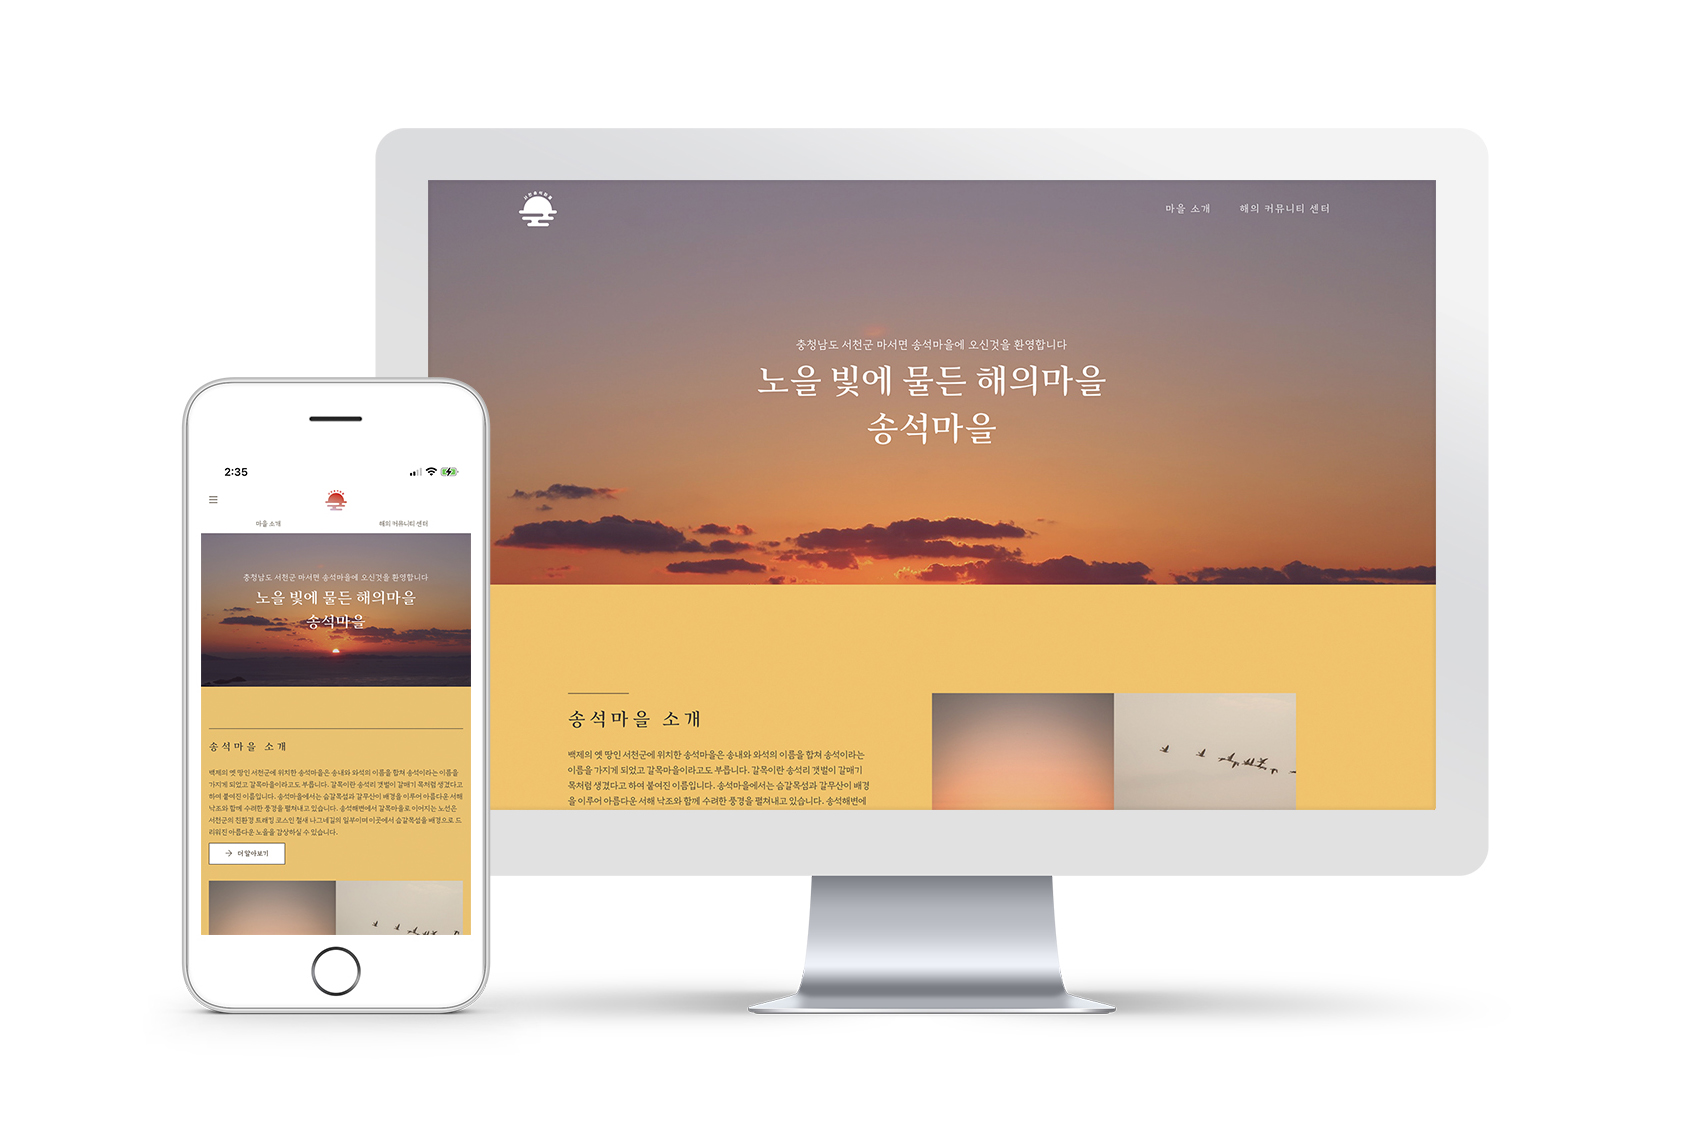 서천송석마을
마을 소개
해의 커뮤니티 센터
충청남도 서천군 마서면 송석마을에 오신것을 환영합니다
노을 빛에 물든 해의마을
송석마을
송석마을 소개
백제의 옛 땅인 서천군에 위치한 송석마을은 송내와 와석의 이름을 합쳐 송석이라는
이름을 가지게 되었고 갈목마을이라고도 부릅니다. 갈목이란 송석리 갯벌이 갈매기
목처럼 생겼다고 하여 붙여진 이름입니다. 송석마을에서는 슴갈목섬과 갈무산이 배경
을 이루어 아름다운 서해 낙조와 함께 수려한 풍경을 펼쳐내고 있습니다. 송석해변에
2:35
마을 소개
해의 커뮤니티 센터
충청남도 서천군 마서면 송석마을에 오신것을 환영합니다
노을 빛에 물든 해의마을
송석마을
송석마을 소개
백제의 옛 땅인 서천군에 위치한 송석마을은 송내와 와석의 이름을 합쳐 송석이라는 이름을
가지게 되었고 갈목마을이라고도 부릅니다. 갈목이란 송석리 갯벌이 갈매기 목처럼 생겼다고
하여 붙여진 이름입니다. 송석마을에서는 슴갈목섬과 갈무산이 배경을 이루어 아름다운 서해
낙조와 함께 수려한 풍경을 펼쳐내고 있습니다. 송석해변에서 갈목마을로 이어지는 노선은
서천군의 친환경 트래킹 코스인 철새 나그네길의 일부이며 이곳에서 슴갈목섬을 배경으로 드
리워진 아름다운 노을을 감상하실 수 있습니다.
더 알아보기